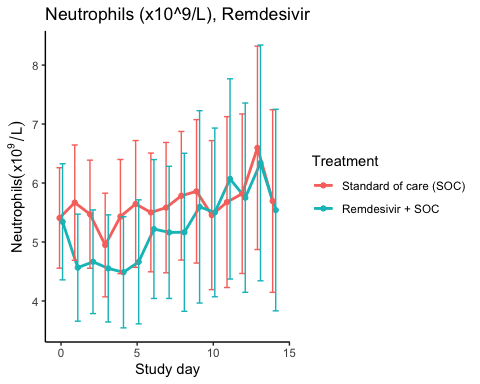 Neutrophils (x10^9/L), Remdesivir
Neutrophils(x10⁹/L)
8
7
6
5
4
0
5
10
15
Study day
Treatment
Standard of care (SOC)
Remdesivir + SOC